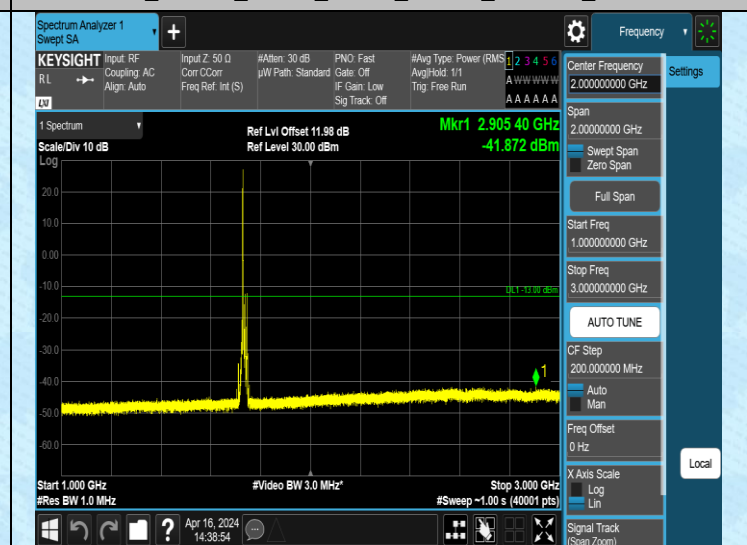 Spectrum Analyzer 1
Swept SA
+
Frequency
KEYSIGHT
RL
LXI
Input: RF
Coupling: AC
Align: Auto
Input Z: 50 Ω
Corr CCorr
Freq Ref: Int (S)
#Atten: 30 dB
µW Path: Standard
PNO: Fast
Gate: Off
IF Gain: Low
Sig Track: Off
#Avg Type: Power (RMS
Avg|Hold: 1/1
Trig: Free Run
1 2 3 4 5 6
A W W W W W
A A A A A A
Center Frequency
2.000000000 GHz
Settings
1 Spectrum
Scale/Div 10 dB
Log
Ref Lvl Offset 11.98 dB
Ref Level 30.00 dBm
Mkr1 2.905 40 GHz
-41.872 dBm
Span
2.00000000 GHz
Swept Span
Zero Span
Full Span
Start Freq
1.000000000 GHz
Stop Freq
3.000000000 GHz
AUTO TUNE
CF Step
200.000000 MHz
Auto
Man
Freq Offset
0 Hz
X Axis Scale
Log
Lin
Signal Track
(Span Zoom)
Local
20.0
10.0
0.00
-10.0
DL1 -13.00 dBm
-20.0
-30.0
-40.0
1
-50.0
-60.0
Start 1.000 GHz
#Res BW 1.0 MHz
#Video BW 3.0 MHz*
Stop 3.000 GHz
#Sweep ~1.00 s (40001 pts)
?
Apr 16, 2024
14:38:54